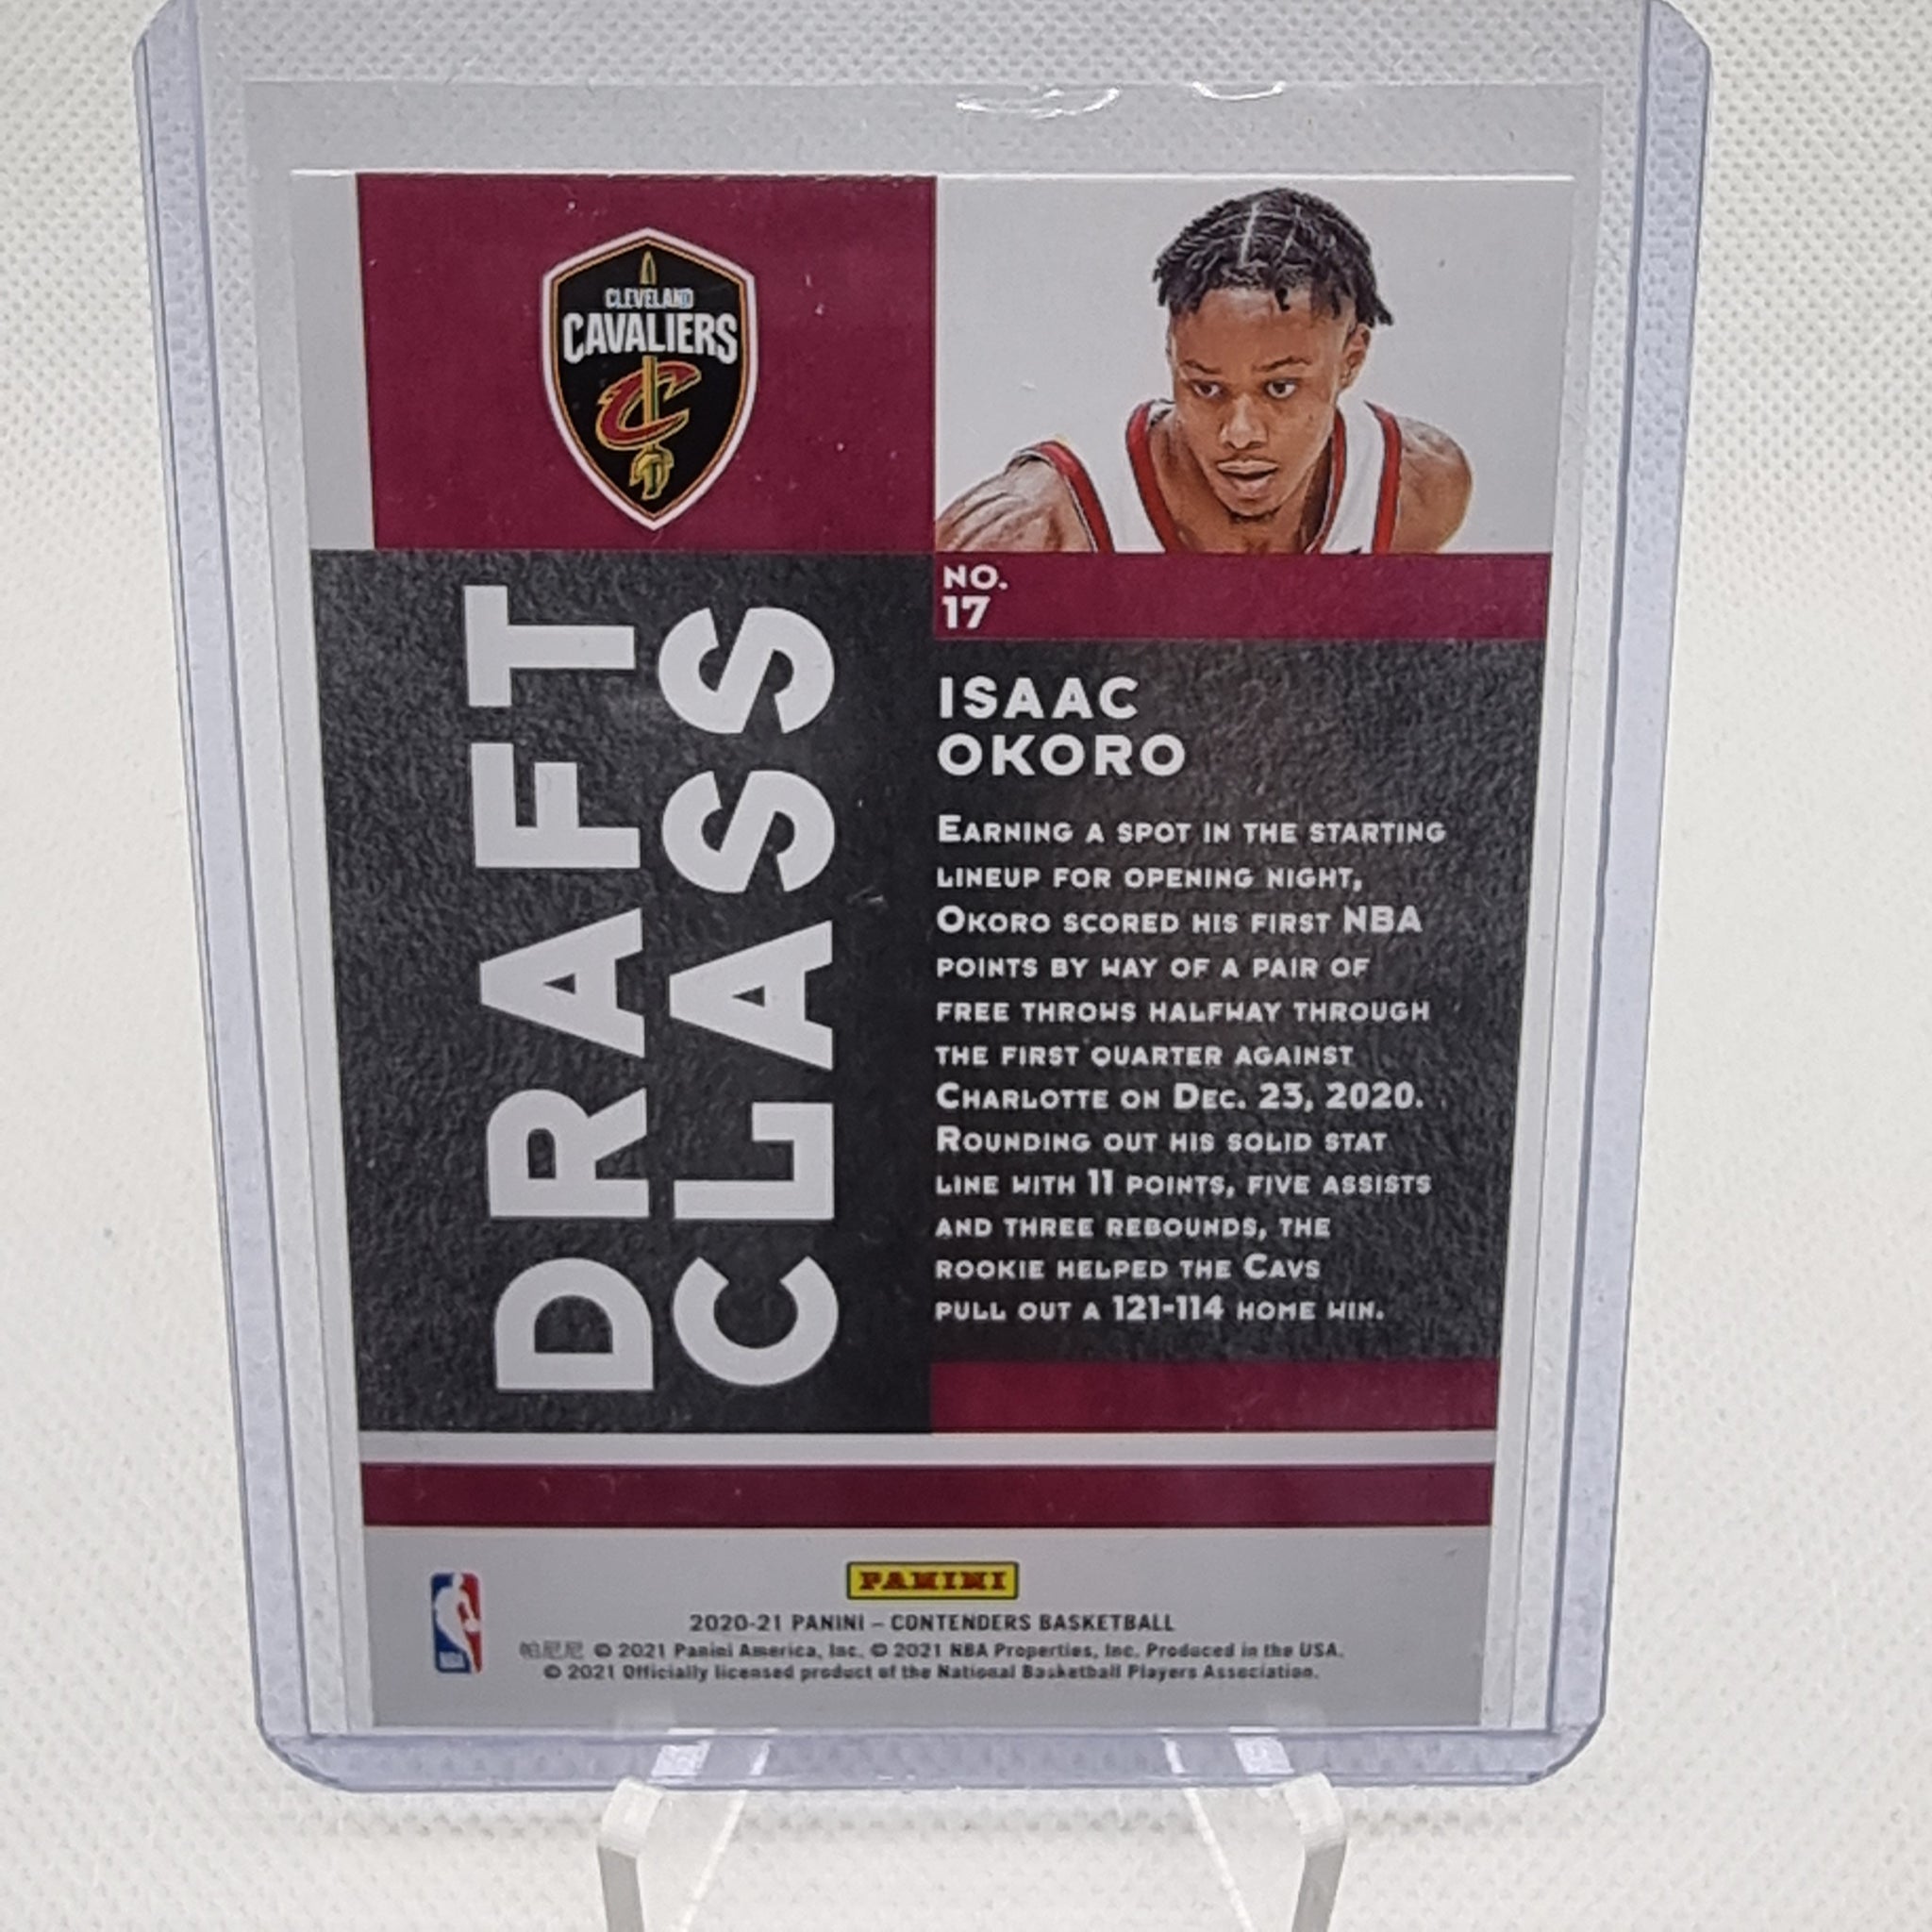 CLEVELAND
CAVALIERS
C
DRAFT
CLASS
NO.
17
ISAAC
OKORO
EARNING A SPOT IN THE STARTING
LINEUP FOR OPENING NIGHT,
OKORO SCORED HIS FIRST NBA
POINTS BY WAY OF A PAIR OF
FREE THROWS HALFWAY THROUGH
THE FIRST QUARTER AGAINST
CHARLOTTE ON DEC. 23, 2020.
ROUNDING OUT HIS SOLID STAT
LINE WITH 11 POINTS, FIVE ASSISTS
AND THREE REBOUNDS, THE
ROOKIE HELPED THE CAVS
PULL OUT A 121-114 HOME WIN.
PANINI
2020-21 PANINI – CONTENDERS BASKETBALL
帕尼尼 © 2021 Panini America, Inc. © 2021 NBA Properties, Inc. Produced in the USA.
© 2021 Officially licensed product of the National Basketball Players Association.